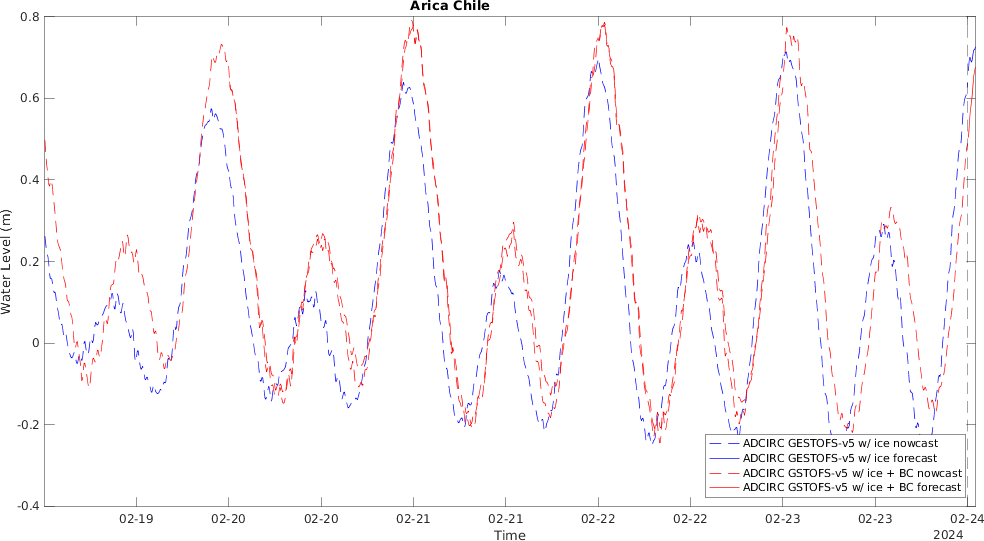 Arica Chile
0.8
0.6
0.4
0.2
0
-0.2
-0.4
Water Level (m)
ADCIRC GESTOFS-v5 w/ ice nowcast
ADCIRC GESTOFS-v5 w/ ice forecast
ADCIRC GSTOFS-v5 w/ ice + BC nowcast
ADCIRC GSTOFS-v5 w/ ice + BC forecast
02-19 02-20 02-20 02-21 02-21 02-22 02-22 02-23 02-23 02-24
2024
Time